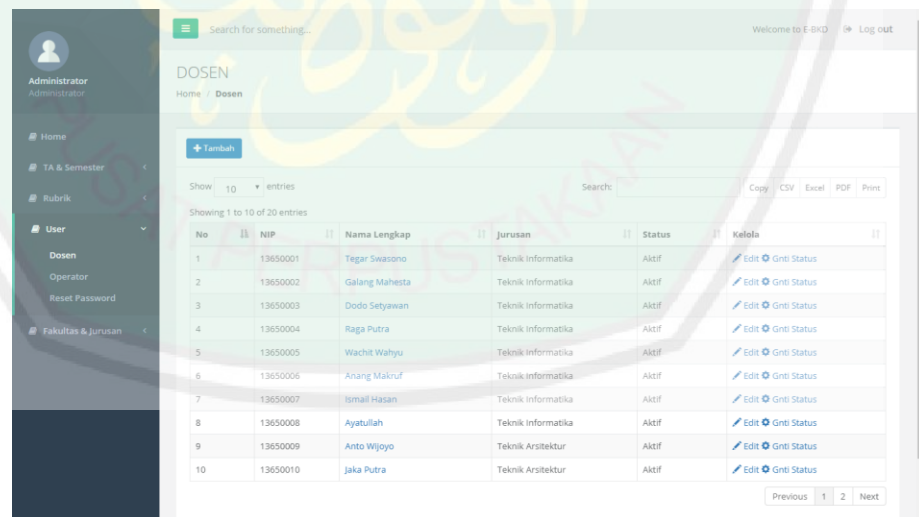 Search for something...
Welcome to E-BKD Log out
Administrator
Administrator
DOSEN
Home / Dosen
Home
TA & Semester
Rubrik
User
Dosen
Operator
Reset Password
Fakultas & Jurusan
Tambah
Show 10 entries Search: Copy CSV Excel PDF Print
Showing 1 to 10 of 20 entries
No NIP Nama Lengkap Jurusan Status Kelola
1 13650001 Tegar Swasono Teknik Informatika Aktif Edit Gnti Status
2 13650002 Galang Mahesta Teknik Informatika Aktif Edit Gnti Status
3 13650003 Dodo Setyawan Teknik Informatika Aktif Edit Gnti Status
4 13650004 Raga Putra Teknik Informatika Aktif Edit Gnti Status
5 13650005 Wachit Wahyu Teknik Informatika Aktif Edit Gnti Status
6 13650006 Anang Makruf Teknik Informatika Aktif Edit Gnti Status
7 13650007 Ismail Hasan Teknik Informatika Aktif Edit Gnti Status
8 13650008 Ayatullah Teknik Informatika Aktif Edit Gnti Status
9 13650009 Anto Wijoyo Teknik Arsitektur Aktif Edit Gnti Status
10 13650010 Jaka Putra Teknik Arsitektur Aktif Edit Gnti Status
Previous 1 2 Next
PUSAT PERPUSTAKAAN